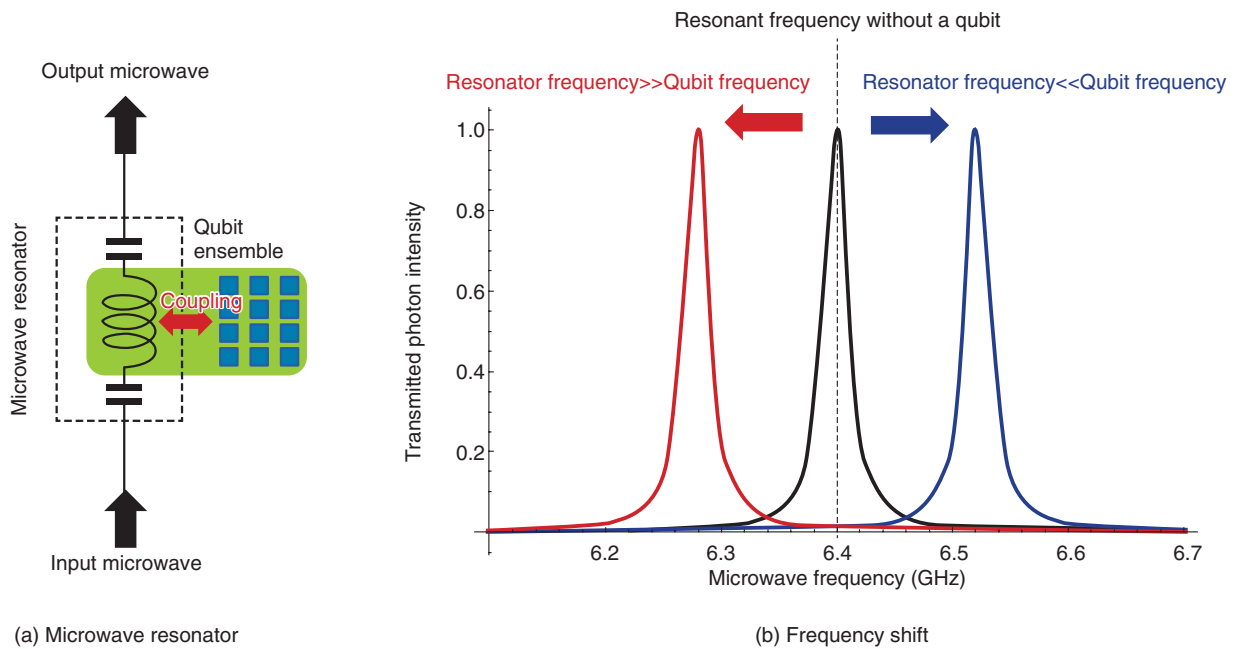 Output microwave
Microwave resonator
Qubit
ensemble
Coupling
Input microwave
(a) Microwave resonator
Resonant frequency without a qubit
Resonator frequency>>Qubit frequency
Resonator frequency<<Qubit frequency
Transmitted photon intensity
1.0
0.8
0.6
0.4
0.2
6.2
6.3
6.4
6.5
6.6
6.7
Microwave frequency (GHz)
(b) Frequency shift